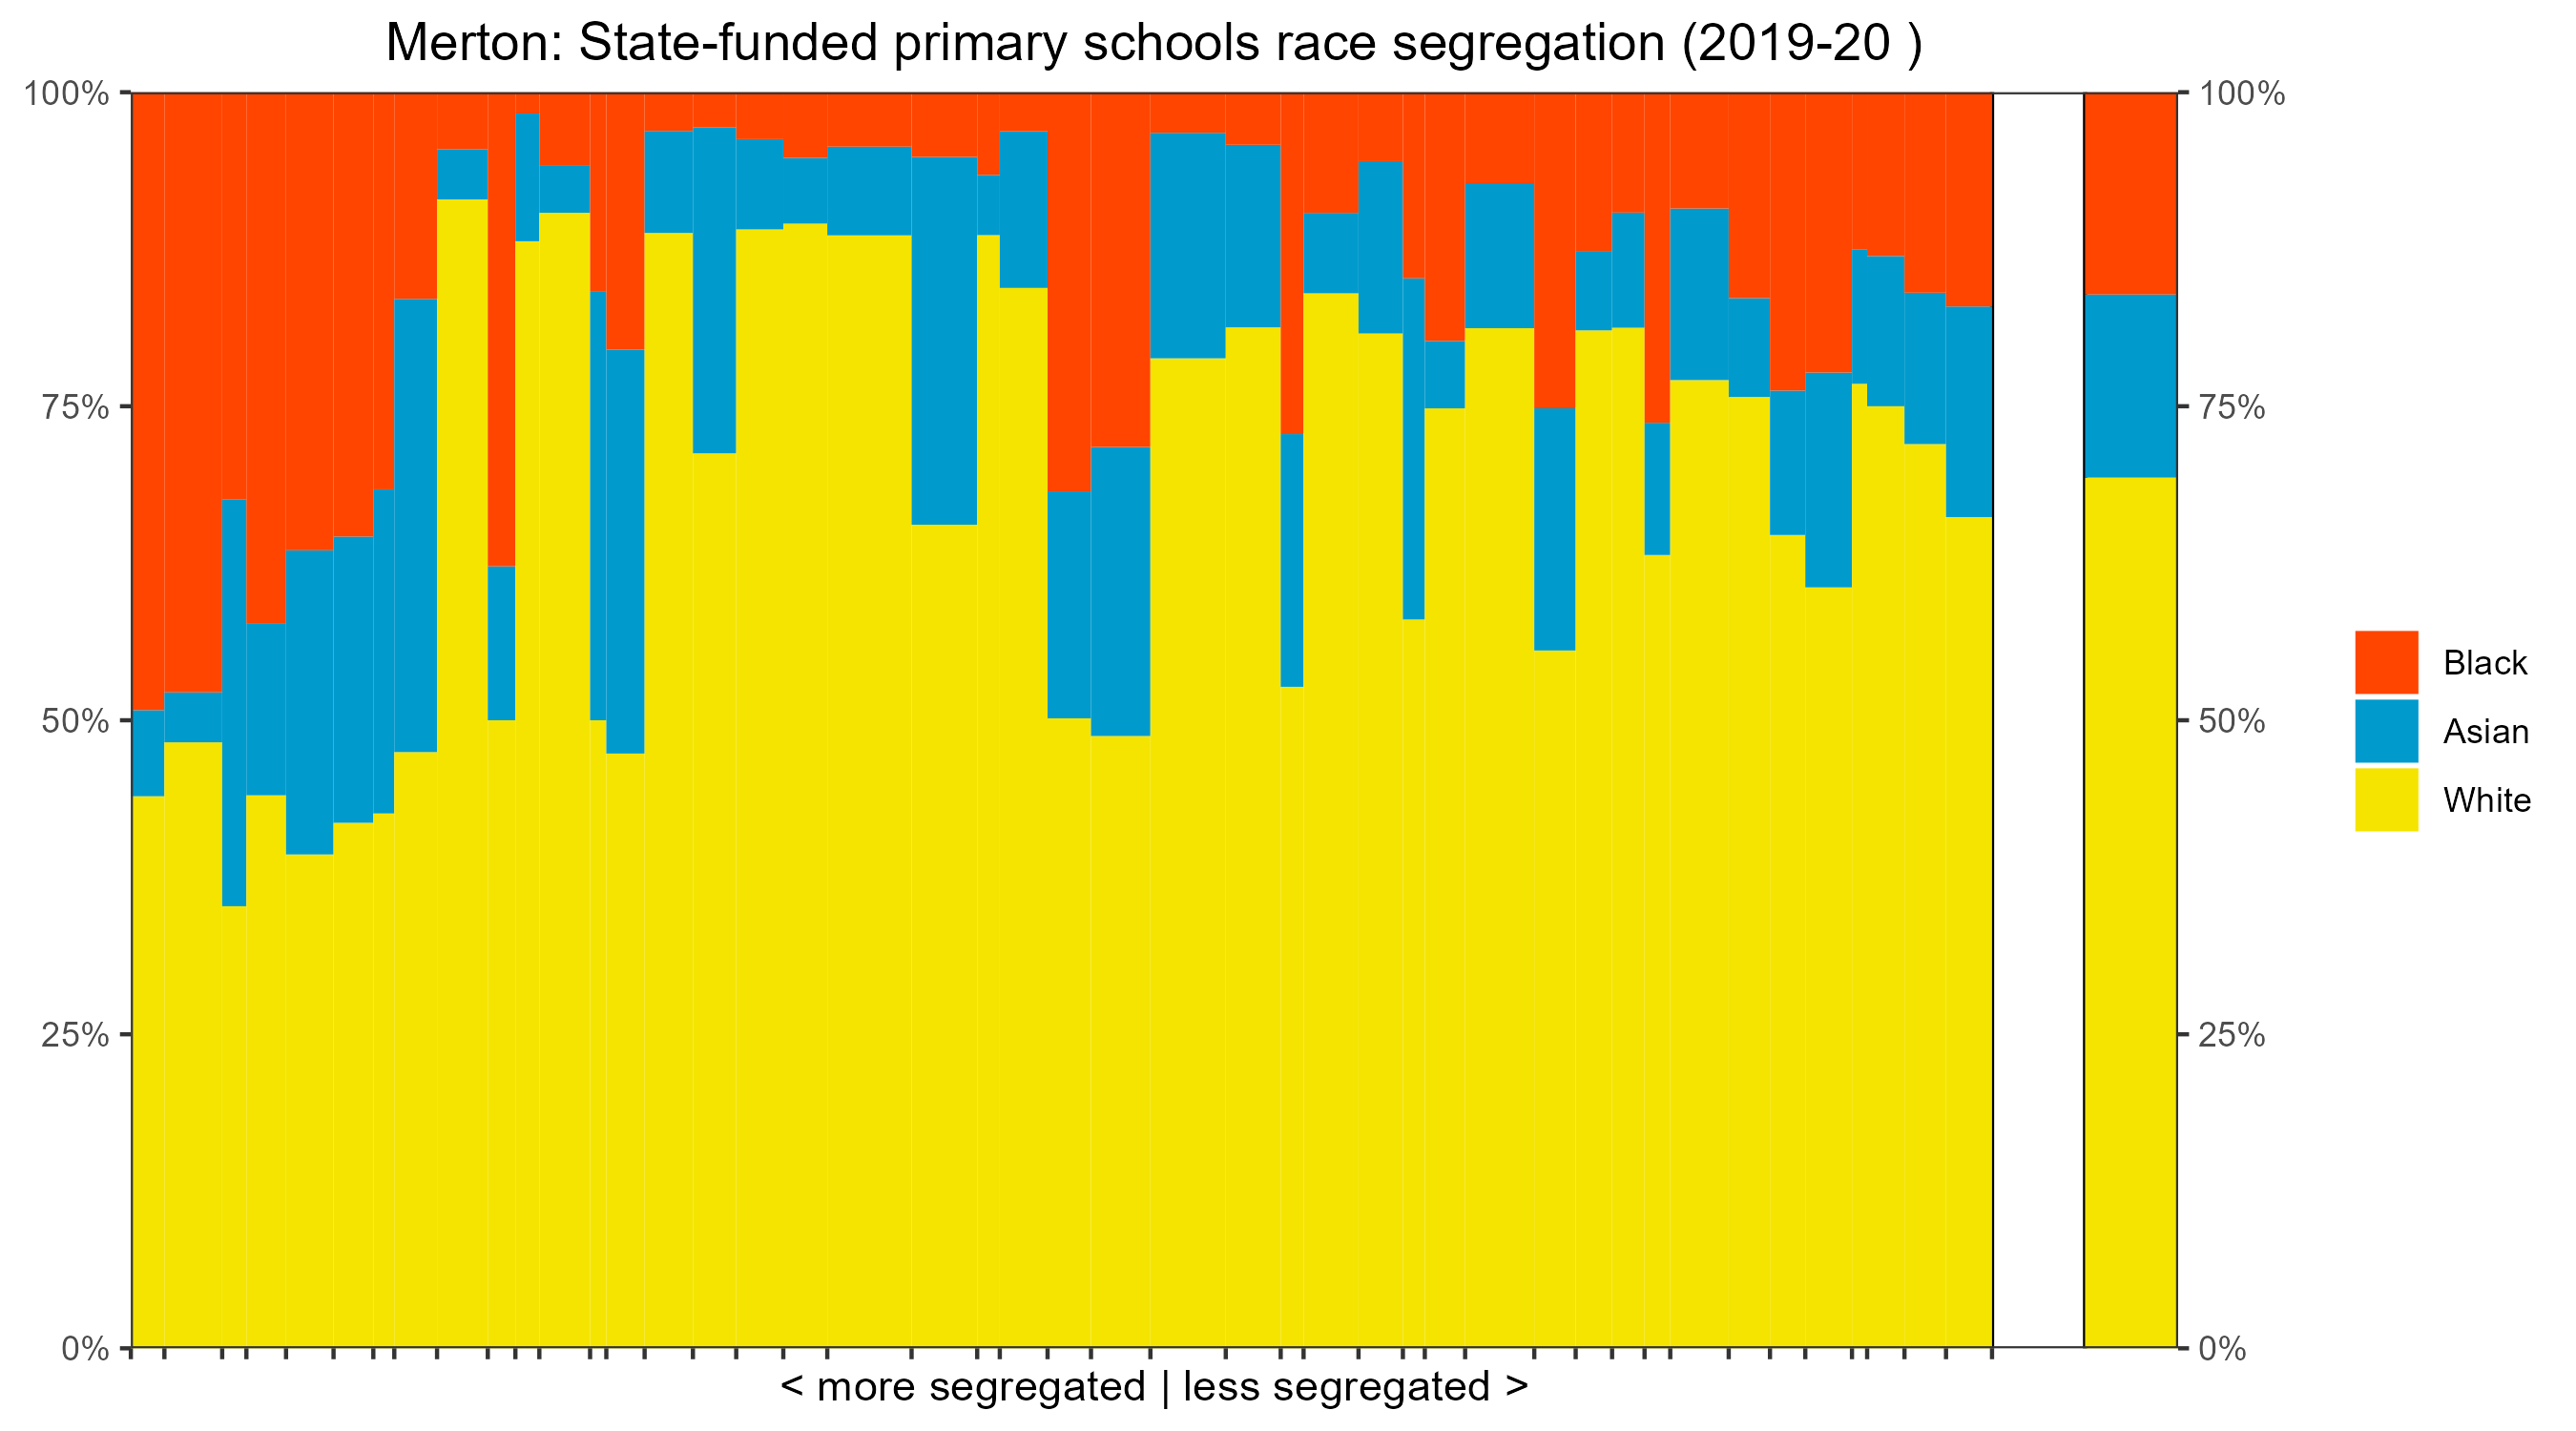 Merton: State-funded primary schools race segregation (2019-20 )
100%
100%
75%
75%
50%
50%
25%
25%
0%
0%
Black
Asian
White
< more segregated | less segregated >